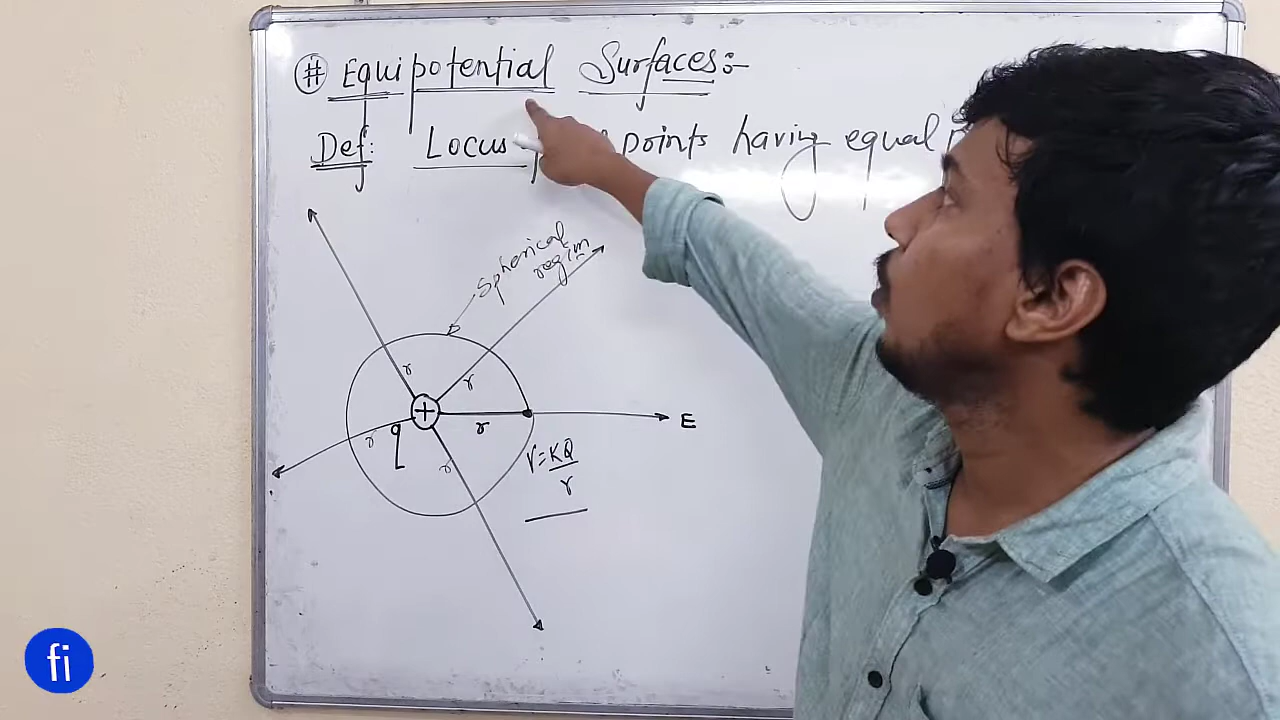 # Equipotential Surfaces:-
Def: Locus points having equal
Spherical
region
r
r
r
r
r
+
q
E
V = KQ
r
fi